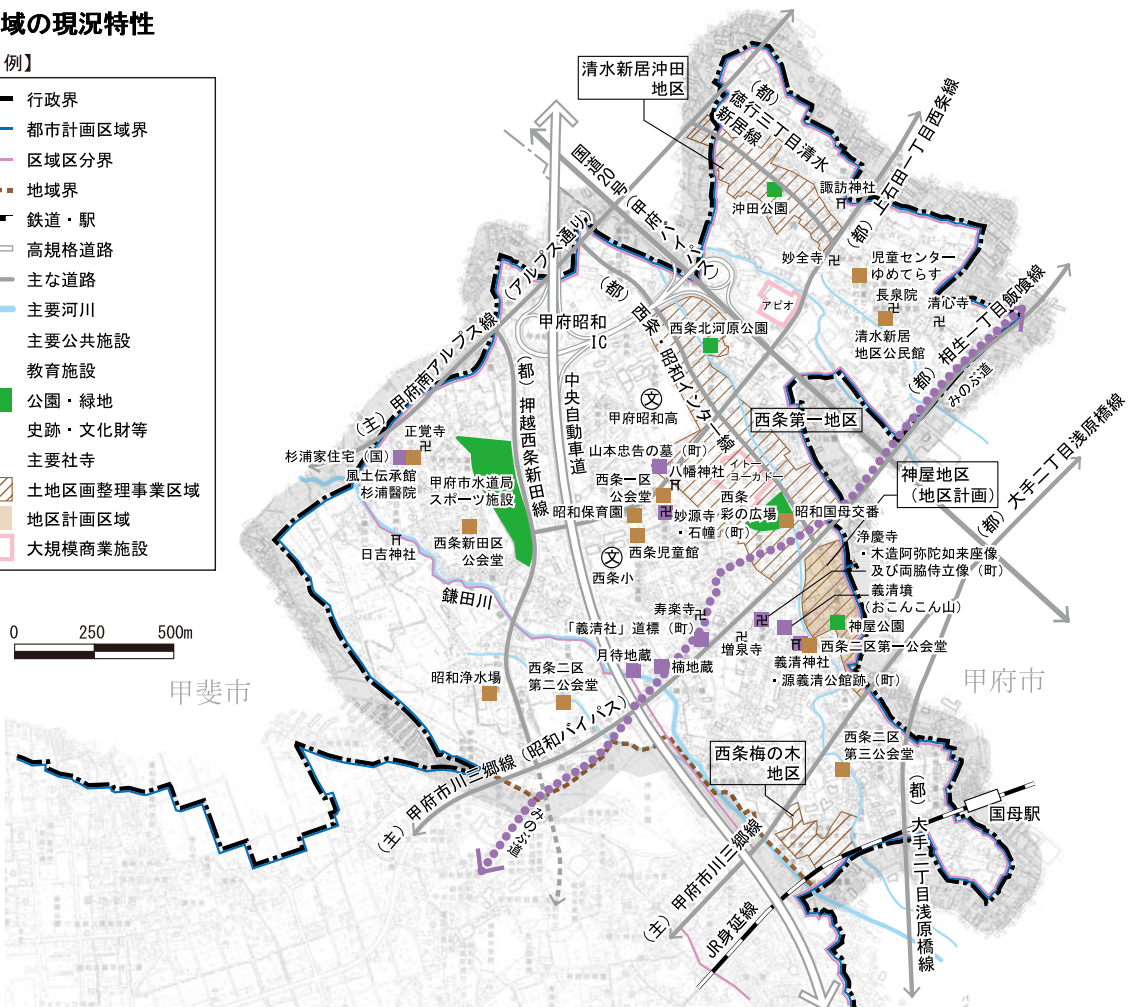 域の現況特性
例】
行政界
都市計画区域界
区域区分界
地域界
鉄道・駅
高規格道路
主な道路
主要河川
主要公共施設
教育施設
公園・緑地
史跡・文化財等
主要社寺
土地区画整理事業区域
地区計画区域
大規模商業施設
0 250 500m
清水新居沖田
地区
(都)
徳行三丁目清水
新居線
国道20号(甲府バイパス)
(都)上石田一丁目西条線
諏訪神社
沖田公園
妙全寺
児童センター
ゆめてらす
長泉院
清心寺
清水新居
地区公民館
アピオ
(都)相生一丁目飯喰線
みのぶ道
(都)大手二丁目浅原橋線
(主)甲府南アルプス線(アルプス通り)
甲府昭和
IC
(都)西条・昭和インター線
西条北河原公園
(都)押越西条新田線
中央自動車道
文
甲府昭和高
西条第一地区
正覚寺
杉浦家住宅(国)
風土伝承館
杉浦醫院
甲府市水道局
スポーツ施設
山本忠告の墓(町)
八幡神社
イトー
ヨーカドー
西条一区
公会堂
昭和保育園
妙源寺
・石幢(町)
西条
彩の広場
昭和国母交番
神屋地区
(地区計画)
西条新田区
公会堂
日吉神社
西条児童館
文
西条小
浄慶寺
・木造阿弥陀如来座像
及び両脇侍立像(町)
義清墳
(おこんこん山)
神屋公園
鎌田川
寿楽寺
「義清社」道標(町)
増泉寺
西条二区第一公会堂
義清神社
・源義清公館跡(町)
月待地蔵
楠地蔵
甲斐市
甲府市
昭和浄水場
西条二区
第二公会堂
西条二区
第三公会堂
西条梅の木
地区
(主)甲府市川三郷線(昭和バイパス)
みのぶ道
国母駅
(都)大手二丁目浅原橋線
(主)甲府市川三郷線
JR身延線